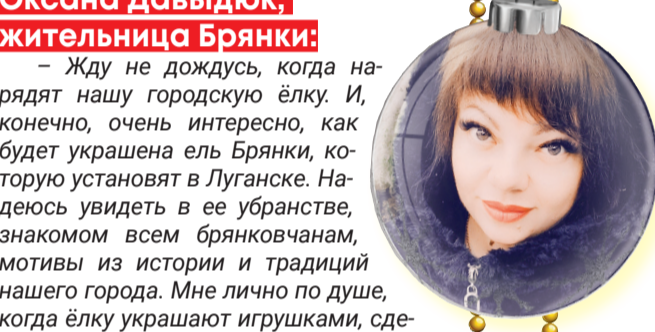 Оксана Давыдюк,
жительница Брянки:
– Жду не дождусь, когда на-
рядят нашу городскую ёлку. И,
конечно, очень интересно, как
будет украшена ель Брянки, ко-
торую установят в Луганске. На-
деюсь увидеть в ее убранстве,
знакомом всем брянковчанам,
мотивы из истории и традиций
нашего города. Мне лично по душе,
когда ёлку украшают игрушками, сде-